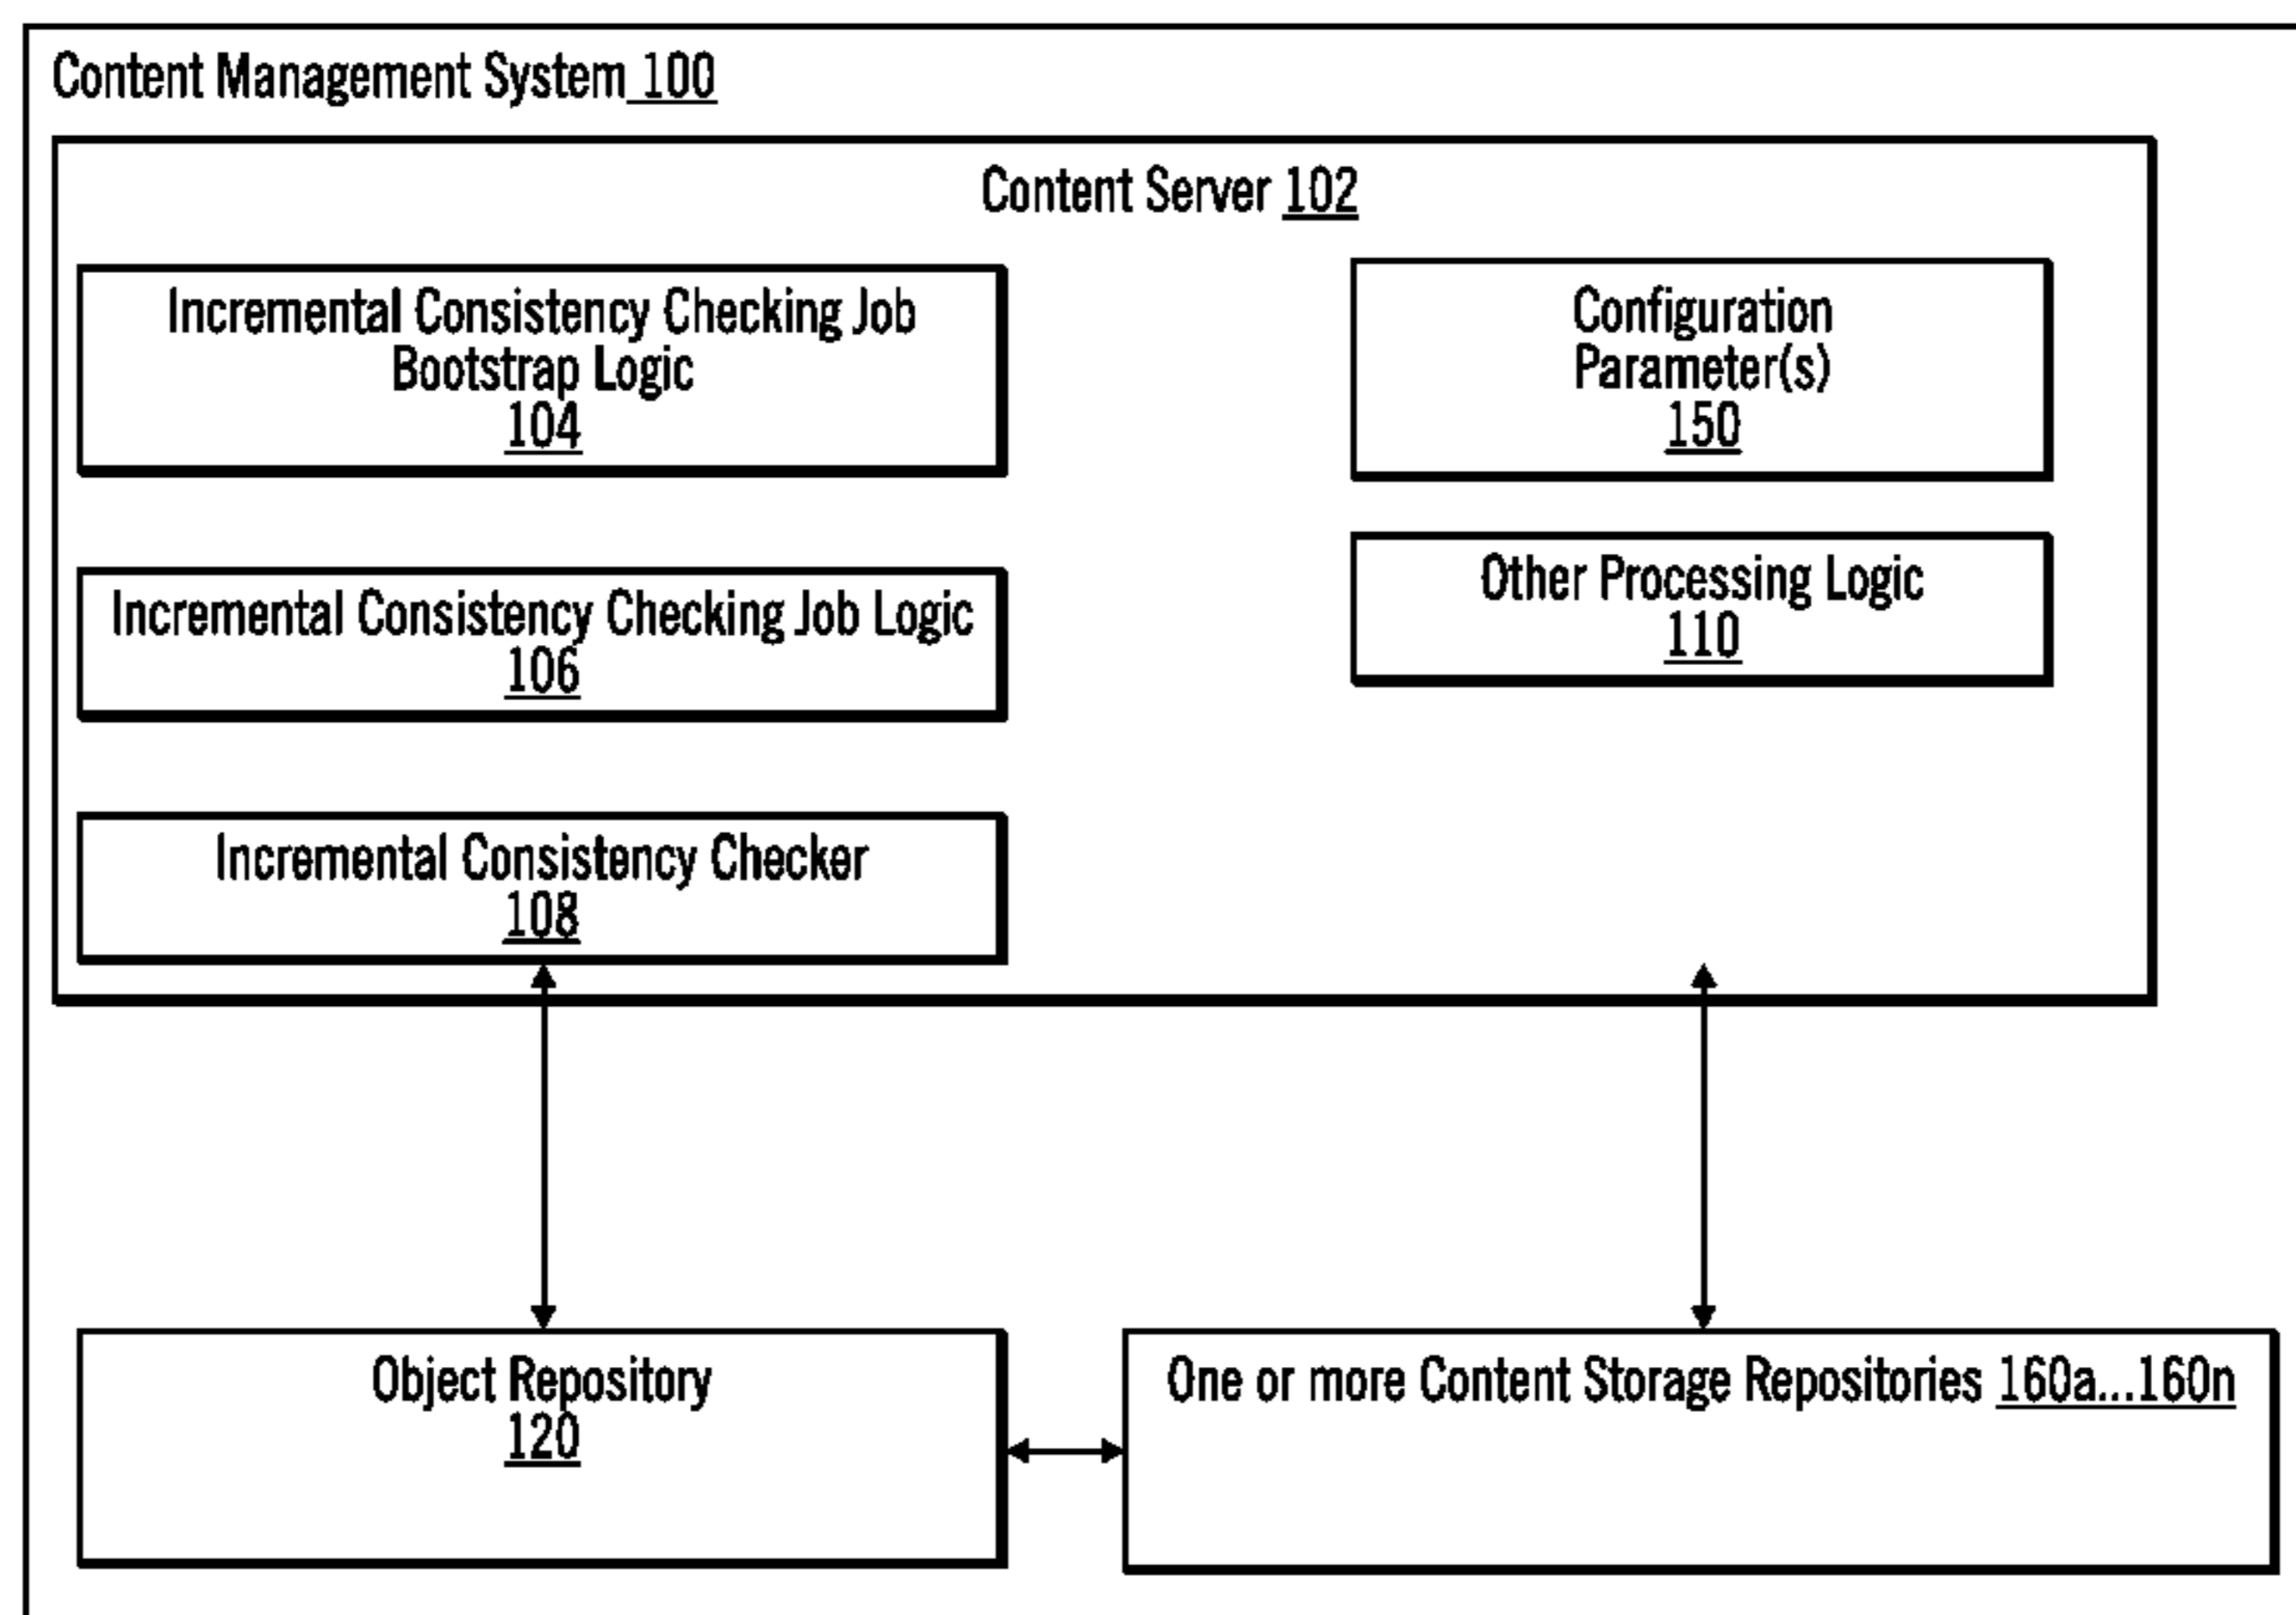 Content Management System 100
Content Server 102
Incremental Consistency Checking Job
Bootstrap Logic
104
Configuration
Parameter(s)
150
Incremental Consistency Checking Job Logic
106
Other Processing Logic
110
Incremental Consistency Checker
108
Object Repository
120
One or more Content Storage Repositories 160a...160n